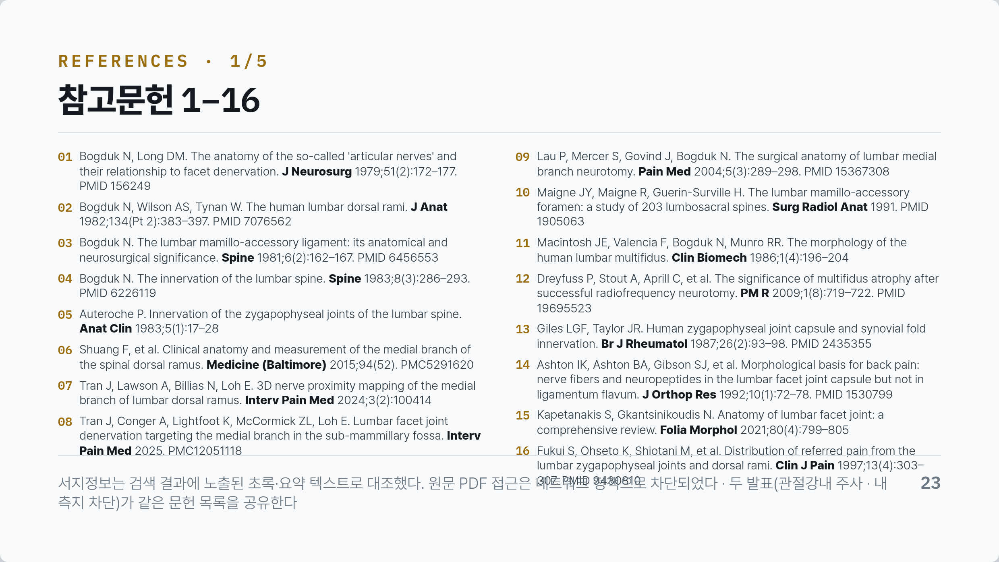 REFERENCES · 1/5
참고문헌 1–16
01 Bogduk N, Long DM. The anatomy of the so-called 'articular nerves' and
their relationship to facet denervation. J Neurosurg 1979;51(2):172–177.
PMID 156249
02 Bogduk N, Wilson AS, Tynan W. The human lumbar dorsal rami. J Anat
1982;134(Pt 2):383–397. PMID 7076562
03 Bogduk N. The lumbar mamillo-accessory ligament: its anatomical and
neurosurgical significance. Spine 1981;6(2):162–167. PMID 6456553
04 Bogduk N. The innervation of the lumbar spine. Spine 1983;8(3):286–293.
PMID 6226119
05 Auteroche P. Innervation of the zygapophyseal joints of the lumbar spine.
Anat Clin 1983;5(1):17–28
06 Shuang F, et al. Clinical anatomy and measurement of the medial branch of
the spinal dorsal ramus. Medicine (Baltimore) 2015;94(52). PMC5291620
07 Tran J, Lawson A, Billias N, Loh E. 3D nerve proximity mapping of the medial
branch of lumbar dorsal ramus. Interv Pain Med 2024;3(2):100414
08 Tran J, Conger A, Lightfoot K, McCormick ZL, Loh E. Lumbar facet joint
denervation targeting the medial branch in the sub-mammillary fossa. Interv
Pain Med 2025. PMC12051118
09 Lau P, Mercer S, Govind J, Bogduk N. The surgical anatomy of lumbar medial
branch neurotomy. Pain Med 2004;5(3):289–298. PMID 15367308
10 Maigne JY, Maigne R, Guerin-Surville H. The lumbar mamillo-accessory
foramen: a study of 203 lumbosacral spines. Surg Radiol Anat 1991. PMID
1905063
11 Macintosh JE, Valencia F, Bogduk N, Munro RR. The morphology of the
human lumbar multifidus. Clin Biomech 1986;1(4):196–204
12 Dreyfuss P, Stout A, Aprill C, et al. The significance of multifidus atrophy after
successful radiofrequency neurotomy. PM R 2009;1(8):719–722. PMID
19695523
13 Giles LGF, Taylor JR. Human zygapophyseal joint capsule and synovial fold
innervation. Br J Rheumatol 1987;26(2):93–98. PMID 2435355
14 Ashton IK, Ashton BA, Gibson SJ, et al. Morphological basis for back pain:
nerve fibers and neuropeptides in the lumbar facet joint capsule but not in
ligamentum flavum. J Orthop Res 1992;10(1):72–78. PMID 1530799
15 Kapetanakis S, Gkantsinikoudis N. Anatomy of lumbar facet joint: a
comprehensive review. Folia Morphol 2021;80(4):799–805
16 Fukui S, Ohseto K, Shiotani M, et al. Distribution of referred pain from the
lumbar zygapophyseal joints and dorsal rami. Clin J Pain 1997;13(4):303–
307. PMID 9430810
서지정보는 검색 결과에 노출된 초록·요약 텍스트로 대조했다. 원문 PDF 접근은 네트워크 정책으로 차단되었다 · 두 발표(관절강내 주사 · 내
측지 차단)가 같은 문헌 목록을 공유한다
23